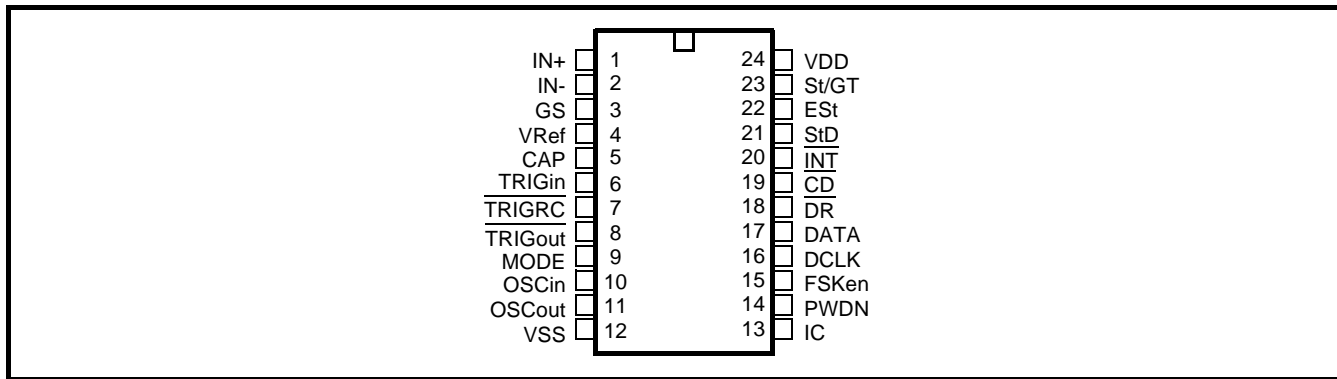 IN+ 1 24 VDD
IN- 2 23 St/GT
GS 3 22 ESt
VRef 4 21 StD
CAP 5 20 INT
TRIGin 6 19 CD
TRIGRC 7 18 DR
TRIGout 8 17 DATA
MODE 9 16 DCLK
OSCin 10 15 FSKen
OSCout 11 14 PWDN
VSS 12 13 IC